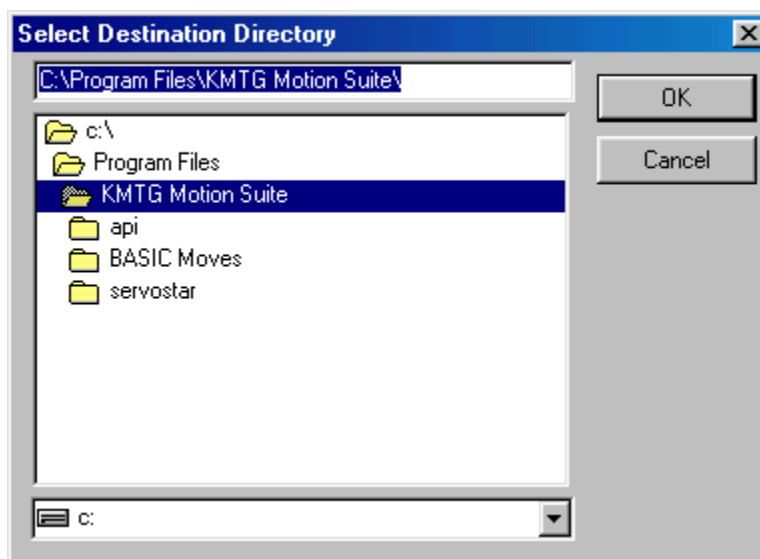 Select Destination Directory
C:\Program Files\KMTG Motion Suite\
OK
Cancel
c:\
Program Files
KMTG Motion Suite
api
BASIC Moves
servostar
c: